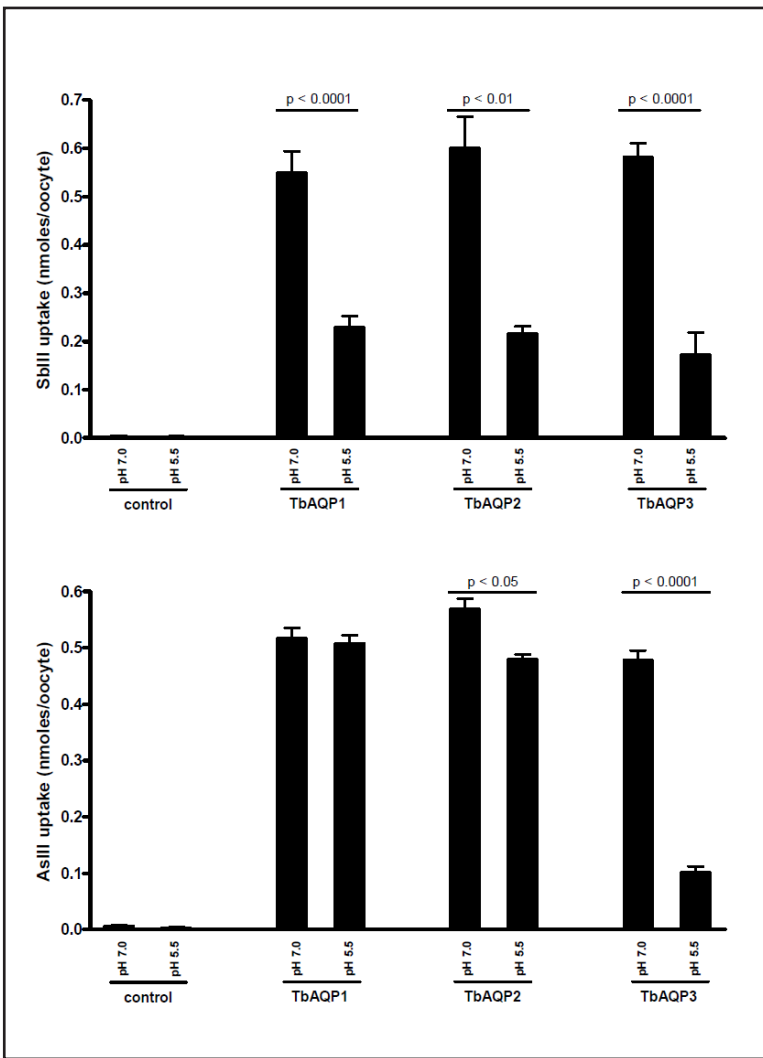 p < 0.0001 p < 0.01 p < 0.0001
0.7
0.6
0.5
0.4
0.3
0.2
0.1
0.0
SbIII uptake (nmoles/oocyte)
pH 7.0 pH 5.5 pH 7.0 pH 5.5 pH 7.0 pH 5.5 pH 7.0 pH 5.5
control TbAQP1 TbAQP2 TbAQP3
p < 0.05 p < 0.0001
0.6
0.5
0.4
0.3
0.2
0.1
0.0
AsIII uptake (nmoles/oocyte)
pH 7.0 pH 5.5 pH 7.0 pH 5.5 pH 7.0 pH 5.5 pH 7.0 pH 5.5
control TbAQP1 TbAQP2 TbAQP3